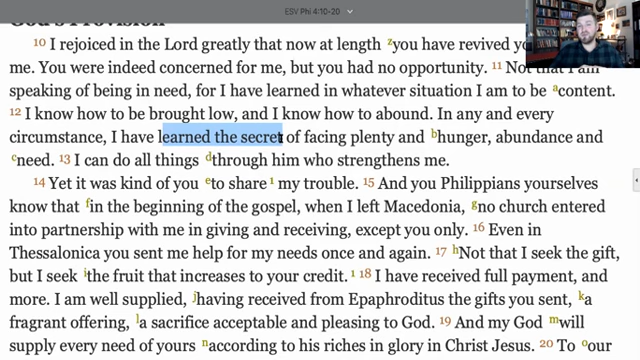 ESV Phi 4:10-20
God's Provision
10 I rejoiced in the Lord greatly that now at length z you have revived yo
me. You were indeed concerned for me, but you had no opportunity. 11 Not that I am
speaking of being in need, for I have learned in whatever situation I am to be a content.
12 I know how to be brought low, and I know how to abound. In any and every
circumstance, I have learned the secret of facing plenty and b hunger, abundance and
c need. 13 I can do all things d through him who strengthens me.
14 Yet it was kind of you e to share 1 my trouble. 15 And you Philippians yourselves
know that f in the beginning of the gospel, when I left Macedonia, g no church entered
into partnership with me in giving and receiving, except you only. 16 Even in
Thessalonica you sent me help for my needs once and again. 17 h Not that I seek the gift,
but I seek i the fruit that increases to your credit. 1 18 I have received full payment, and
more. I am well supplied, j having received from Epaphroditus the gifts you sent, k a
fragrant offering, l a sacrifice acceptable and pleasing to God. 19 And my God m will
supply every need of yours n according to his riches in glory in Christ Jesus. 20 To o our